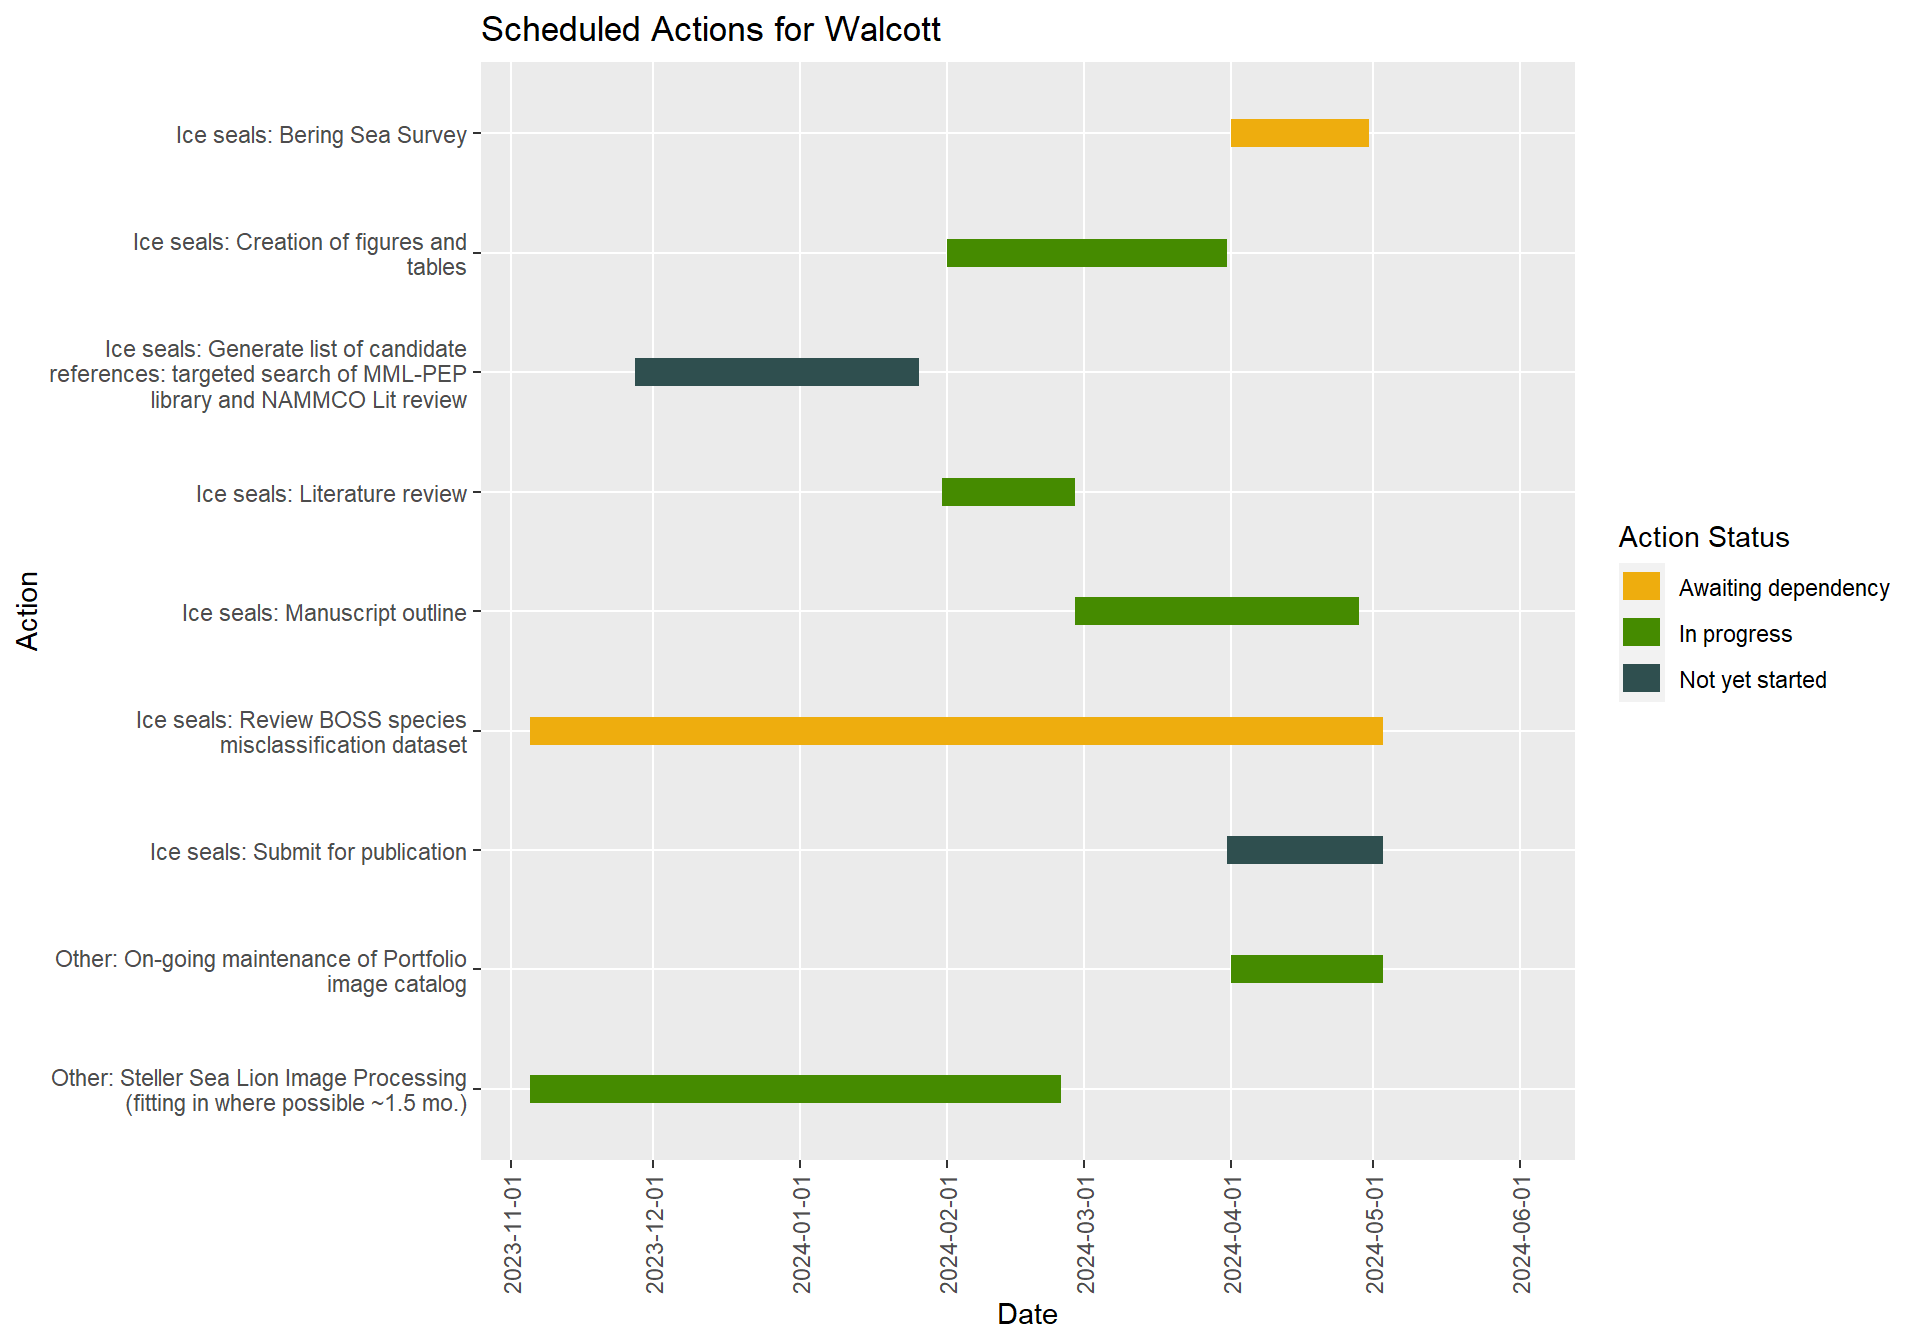 Scheduled Actions for Walcott
Ice seals: Bering Sea Survey
Ice seals: Creation of figures and
tables
Ice seals: Generate list of candidate
references: targeted search of MML-PEP
library and NAMMCO Lit review
Ice seals: Literature review
Ice seals: Manuscript outline
Ice seals: Review BOSS species
misclassification dataset
Ice seals: Submit for publication
Other: On-going maintenance of Portfolio
image catalog
Other: Steller Sea Lion Image Processing
(fitting in where possible ~1.5 mo.)
Action
2023-11-01
2023-12-01
2024-01-01
2024-02-01
2024-03-01
2024-04-01
2024-05-01
2024-06-01
Date
Action Status
Awaiting dependency
In progress
Not yet started